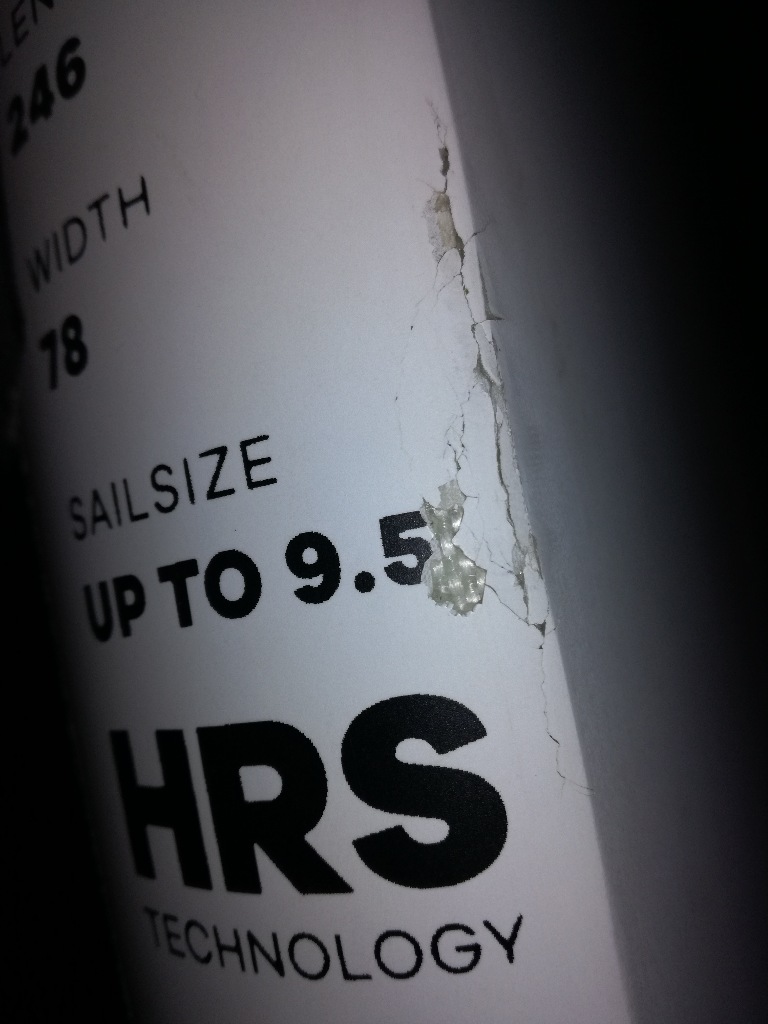 246
WIDTH
78
SAILSIZE
UP TO 9.5
HRS
TECHNOLOGY